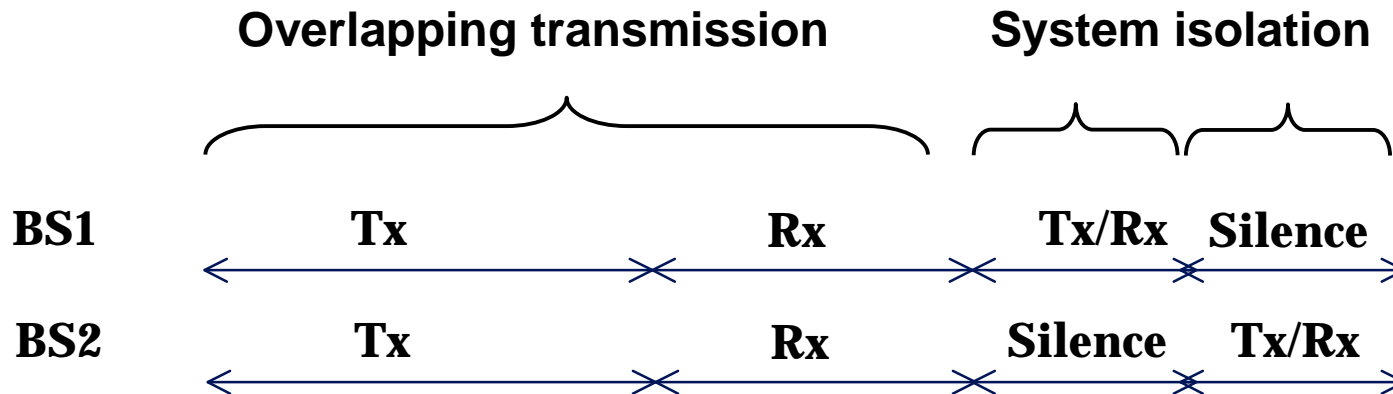 Overlapping transmission System isolation
BS1 Tx Rx Tx/Rx Silence
BS2 Tx Rx Silence Tx/Rx